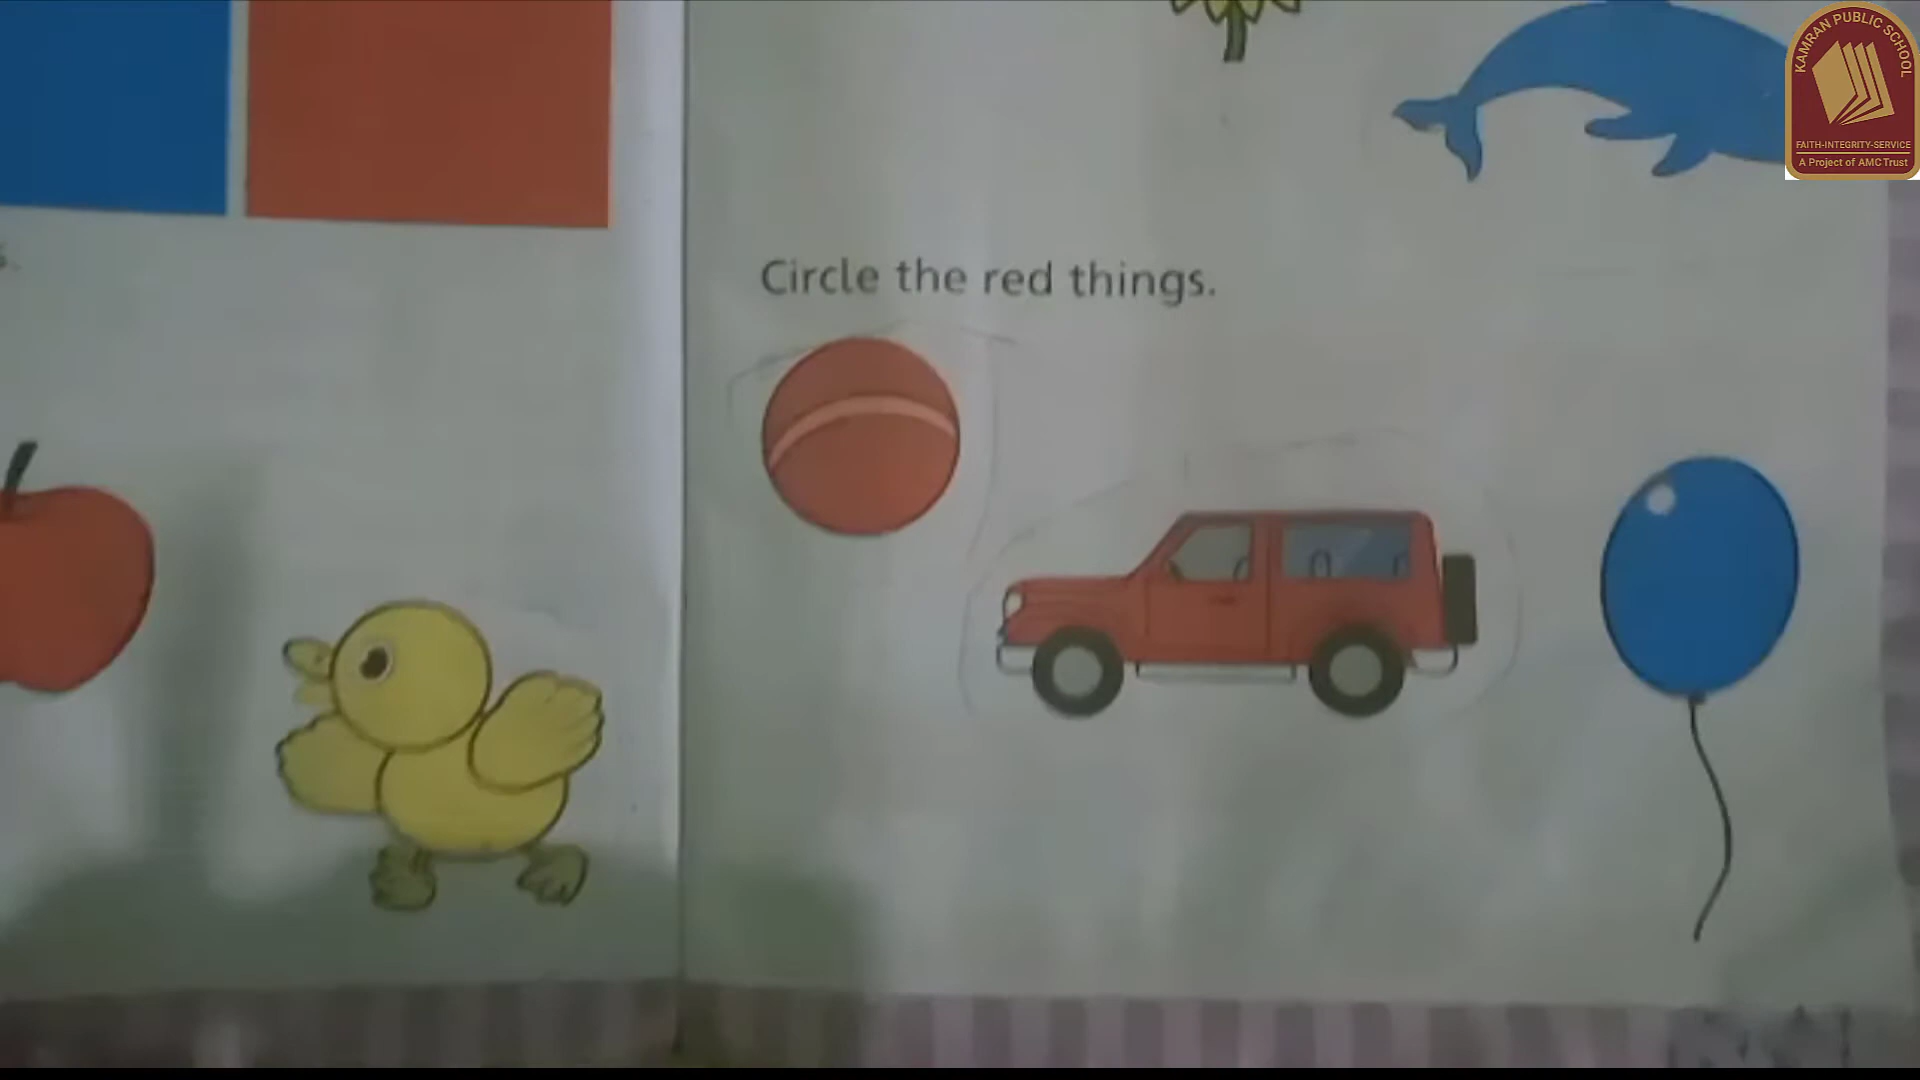 KAMRAN PUBLIC SCHOOL
FAITH-INTEGRITY-SERVICE
A Project of AMC Trust
s.
Circle the red things.